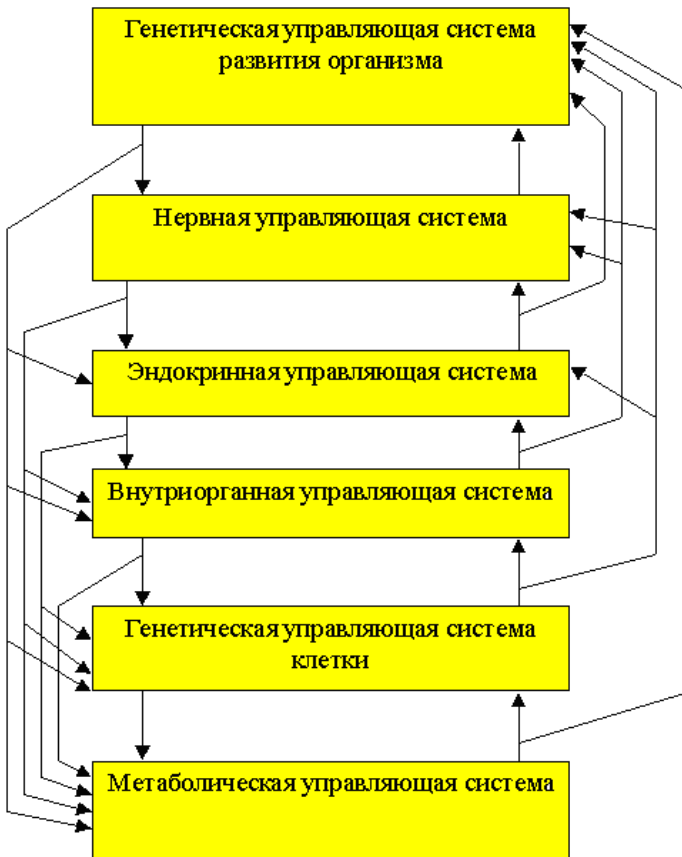 Генетическая управляющая система
развития организма
Нервная управляющая система
Эндокринная управляющая система
Внутриорганная управляющая система
Генетическая управляющая система
клетки
Метаболическая управляющая система